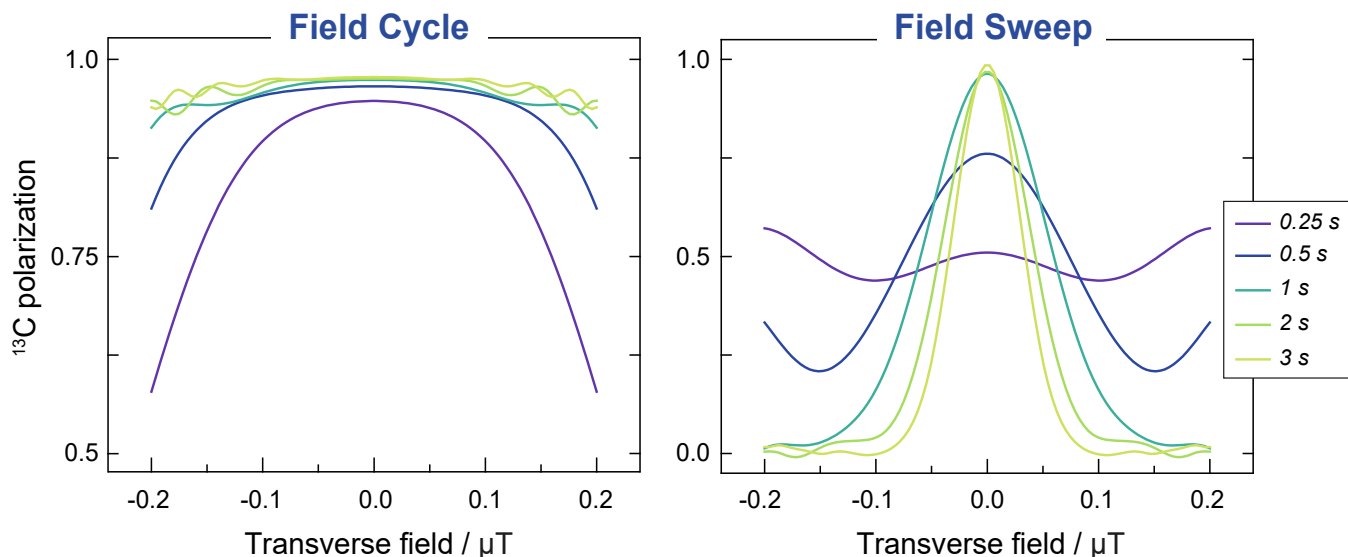 Field Cycle
Field Sweep
¹³C polarization
1.0
0.75
0.5
-0.2 -0.1 0.0 0.1 0.2
Transverse field / µT
1.0
0.5
0.0
-0.2 -0.1 0.0 0.1 0.2
Transverse field / µT
0.25 s
0.5 s
1 s
2 s
3 s